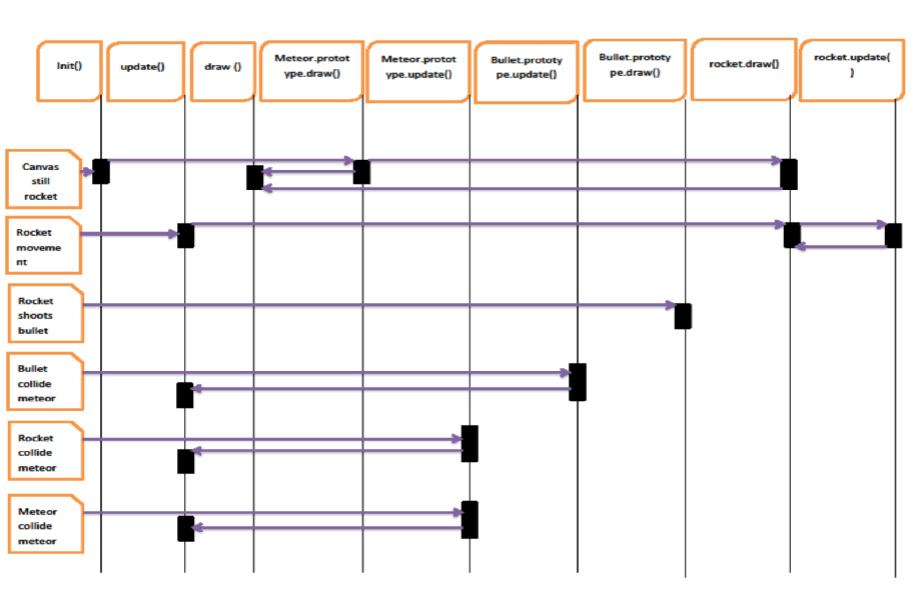 Init()
update()
draw ()
Meteor.protot
ype.draw()
Meteor.protot
ype.update()
Bullet.prototy
pe.update()
Bullet.prototy
pe.draw()
rocket.draw()
rocket.update(
)
Canvas
still
rocket
Rocket
moveme
nt
Rocket
shoots
bullet
Bullet
collide
meteor
Rocket
collide
meteor
Meteor
collide
meteor